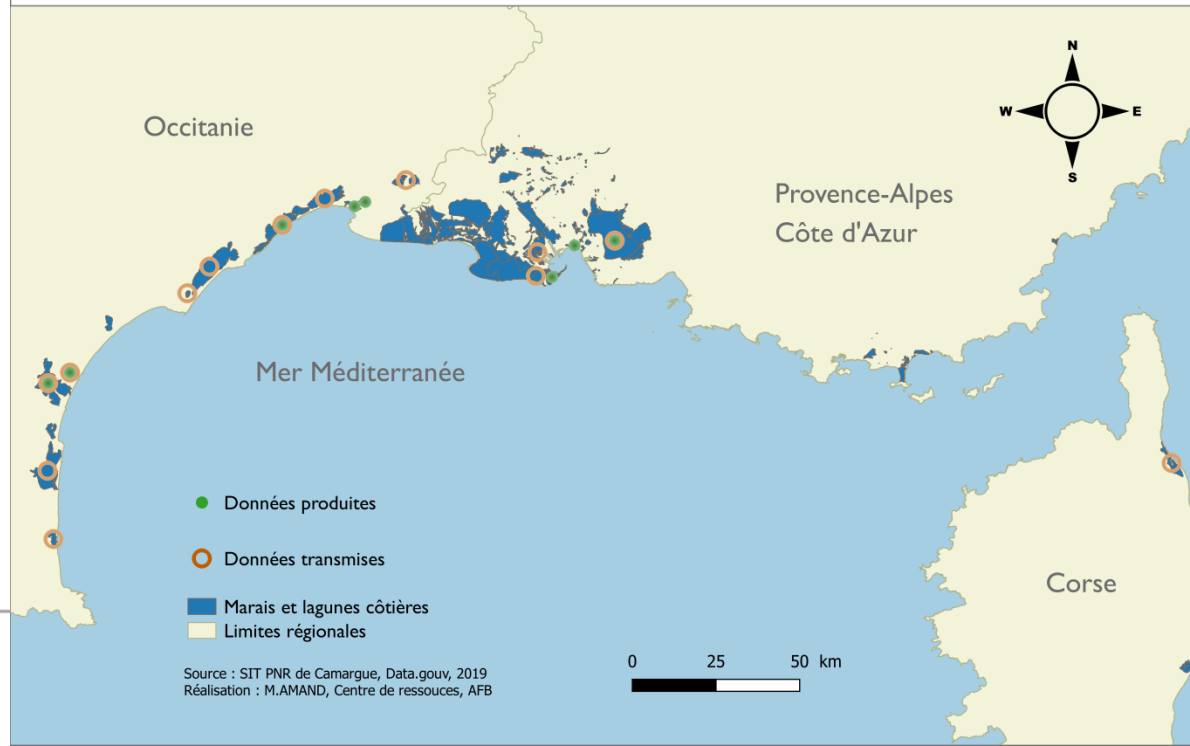 N
W
E
S
Occitanie
Provence-Alpes
Côte d'Azur
Mer Méditerranée
Corse
Données produites
Données transmises
Marais et lagunes côtières
Limites régionales
Source : SIT PNR de Camargue, Data.gouv, 2019
Réalisation : M.AMAND, Centre de ressouces, AFB
0 25 50 km